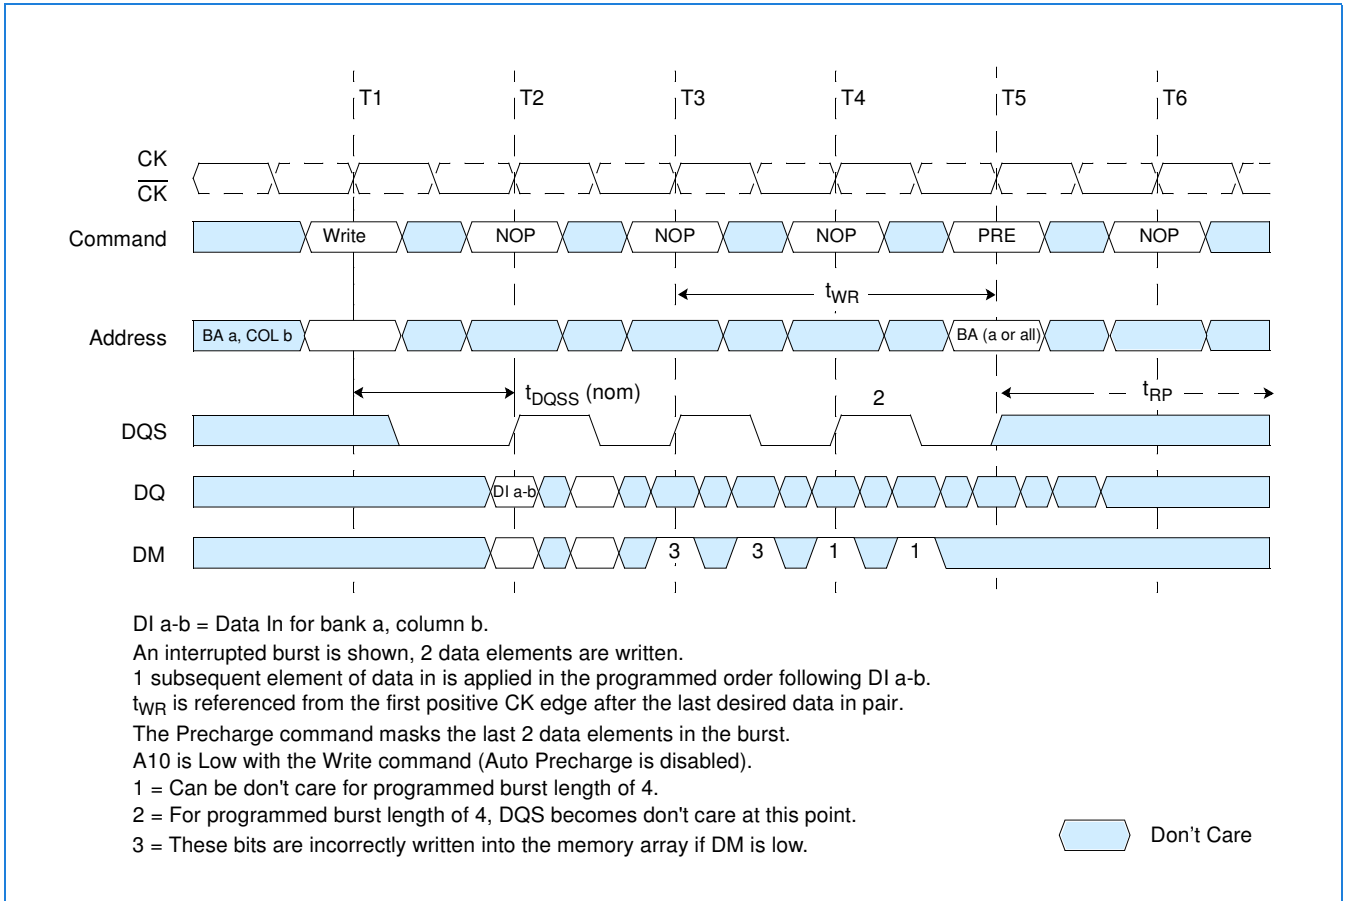 T1 T2 T3 T4 T5 T6
CK
CK
Command Write NOP NOP NOP PRE NOP
tWR
Address BA a, COL b BA (a or all)
tDQSS (nom) 2 tRP
DQS
DQ DI a-b
DM 3 3 1 1
DI a-b = Data In for bank a, column b.
An interrupted burst is shown, 2 data elements are written.
1 subsequent element of data in is applied in the programmed order following DI a-b.
tWR is referenced from the first positive CK edge after the last desired data in pair.
The Precharge command masks the last 2 data elements in the burst.
A10 is Low with the Write command (Auto Precharge is disabled).
1 = Can be don't care for programmed burst length of 4.
2 = For programmed burst length of 4, DQS becomes don't care at this point.
3 = These bits are incorrectly written into the memory array if DM is low.
Don't Care